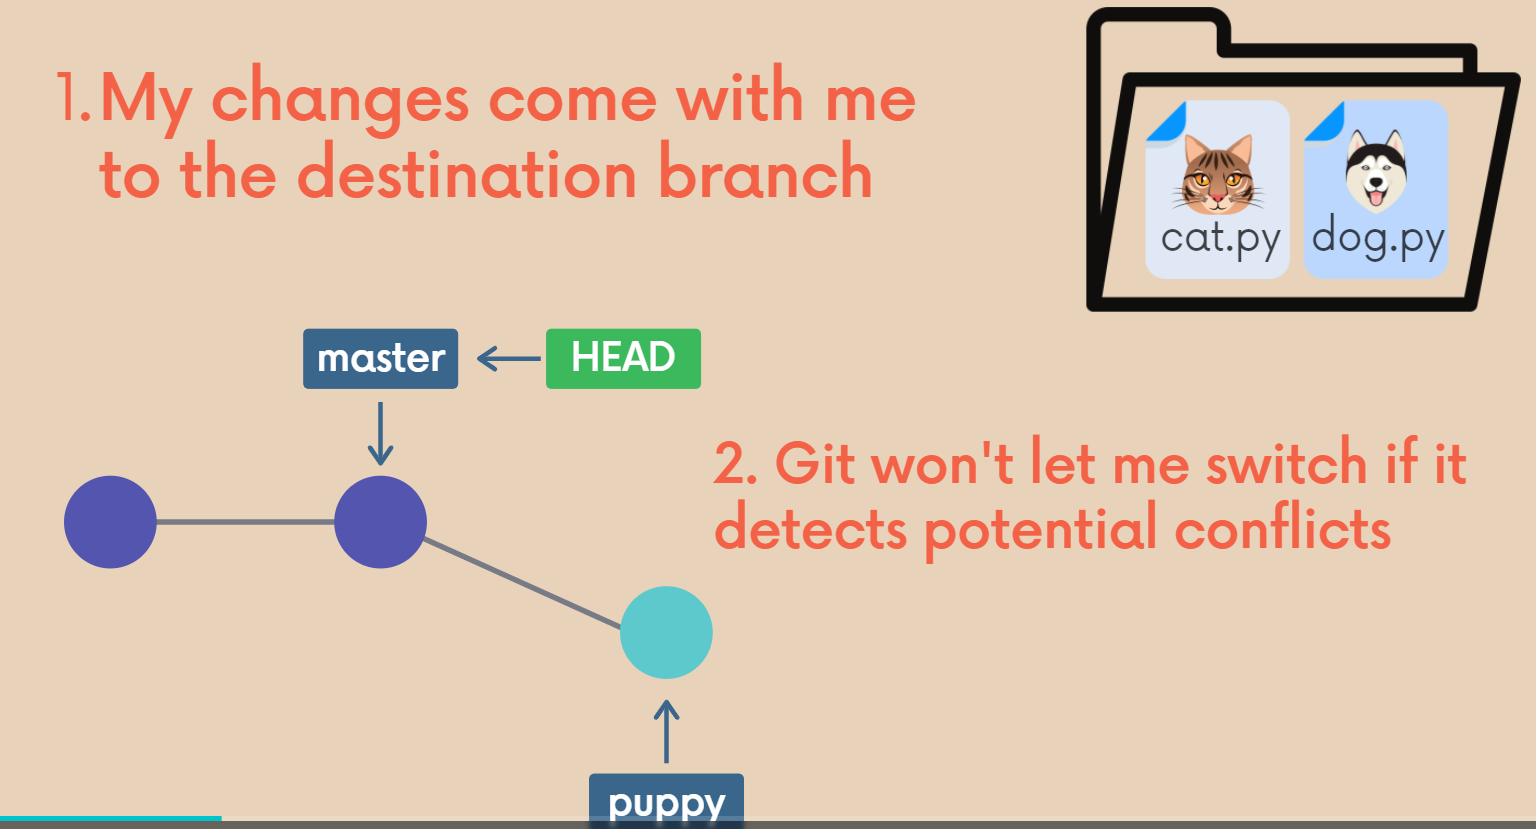 1. My changes come with me
to the destination branch
cat.py
dog.py
master
HEAD
2. Git won't let me switch if it
detects potential conflicts
puppy